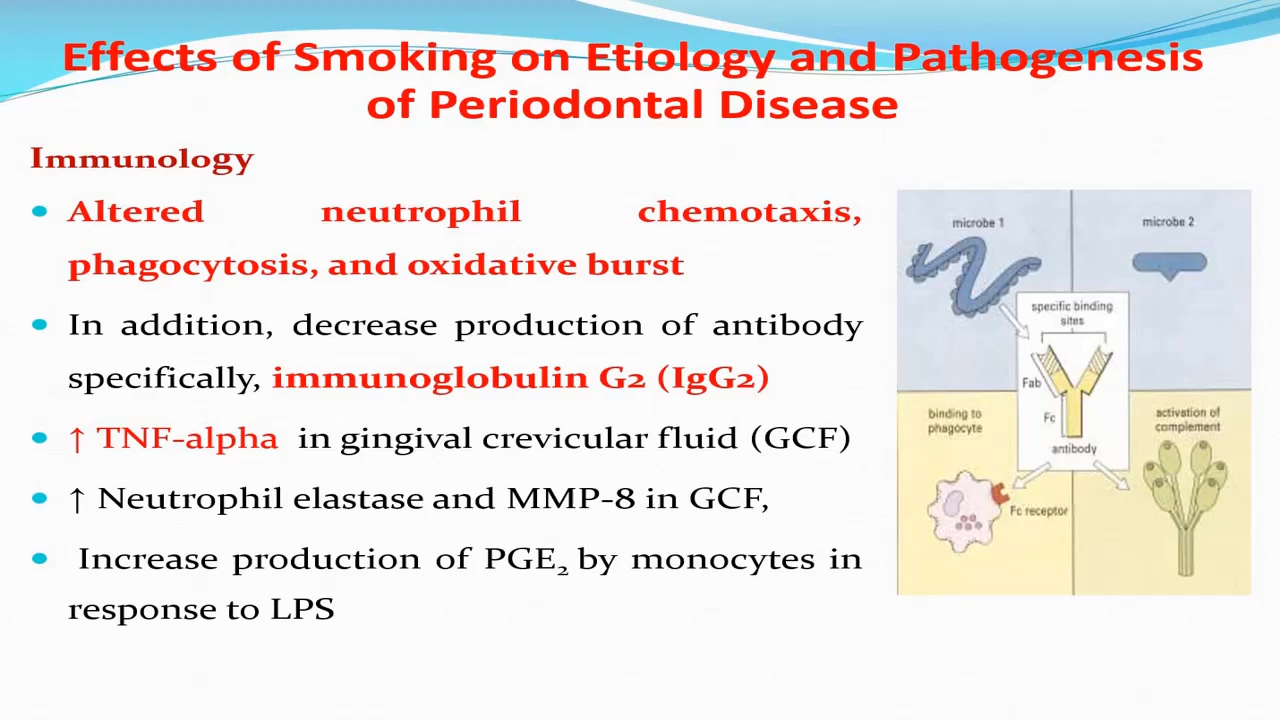 Effects of Smoking on Etiology and Pathogenesis
of Periodontal Disease
Immunology
• Altered neutrophil chemotaxis,
phagocytosis, and oxidative burst
• In addition, decrease production of antibody
specifically, immunoglobulin G2 (IgG2)
• ↑ TNF-alpha in gingival crevicular fluid (GCF)
• ↑ Neutrophil elastase and MMP-8 in GCF,
• Increase production of PGE₂ by monocytes in
response to LPS
microbe 1
microbe 2
specific binding
sites
Fab
Fc
antibody
binding to
phagocyte
activation of
complement
Fc receptor